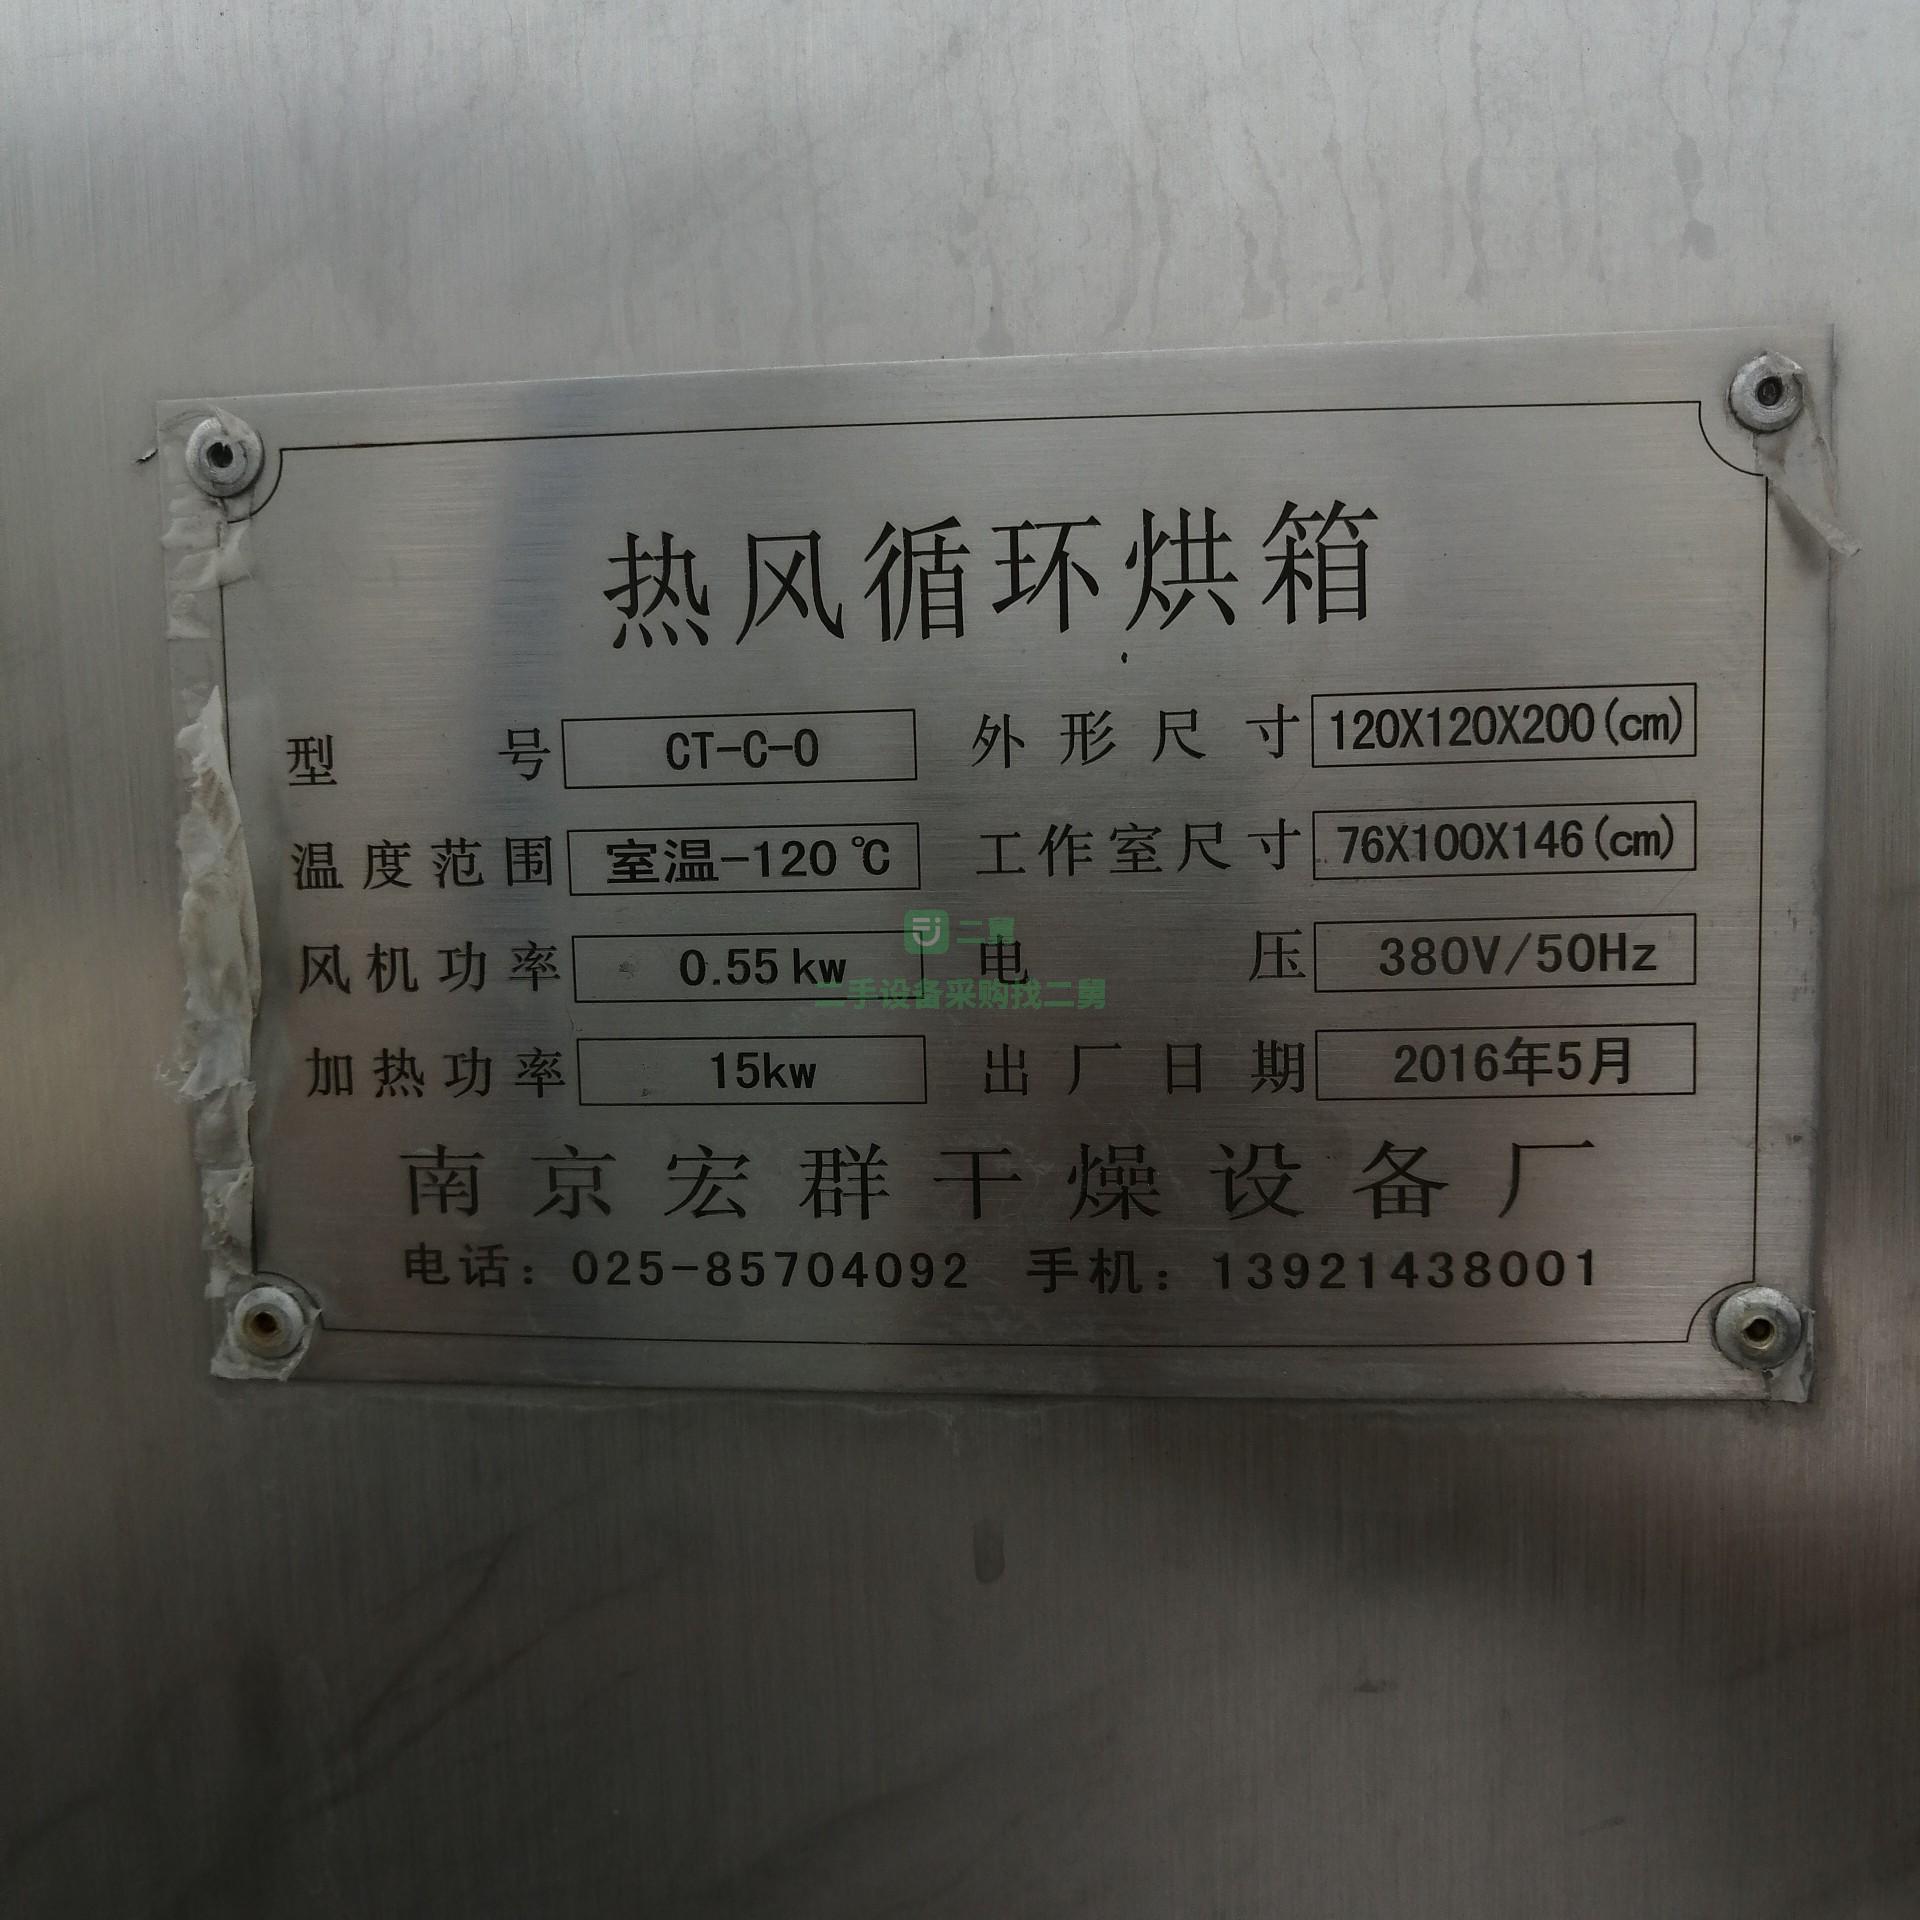 热风循环烘箱
型号 CT-C-0 外形尺寸 120X120X200(cm)
温度范围 室温-120℃ 工作室尺寸 76X100X146(cm)
二舅
风机功率 0.55kw 电压 380V/50Hz
二手设备采购找二舅
加热功率 15kw 出厂日期 2016年5月
南京宏群干燥设备厂
电话：025-85704092 手机：13921438001